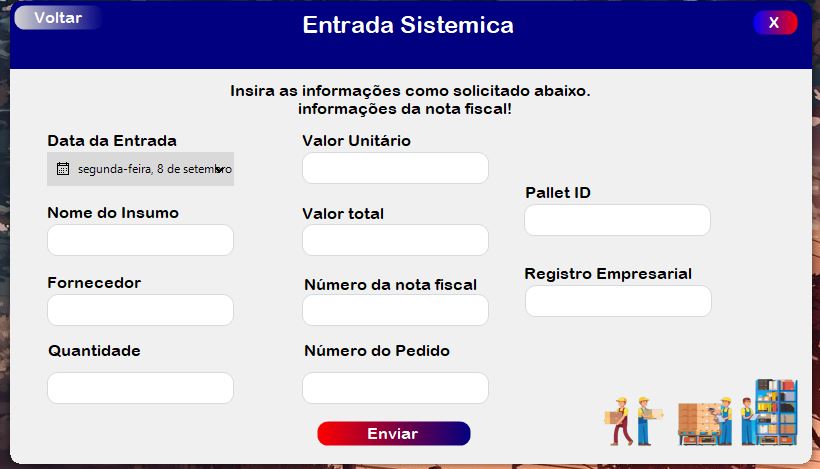 Voltar
Entrada Sistemica
X
Insira as informações como solicitado abaixo.
informações da nota fiscal!
Data da Entrada
segunda-feira, 8 de setembro
Nome do Insumo
Fornecedor
Quantidade
Valor Unitário
Valor total
Número da nota fiscal
Número do Pedido
Pallet ID
Registro Empresarial
Enviar